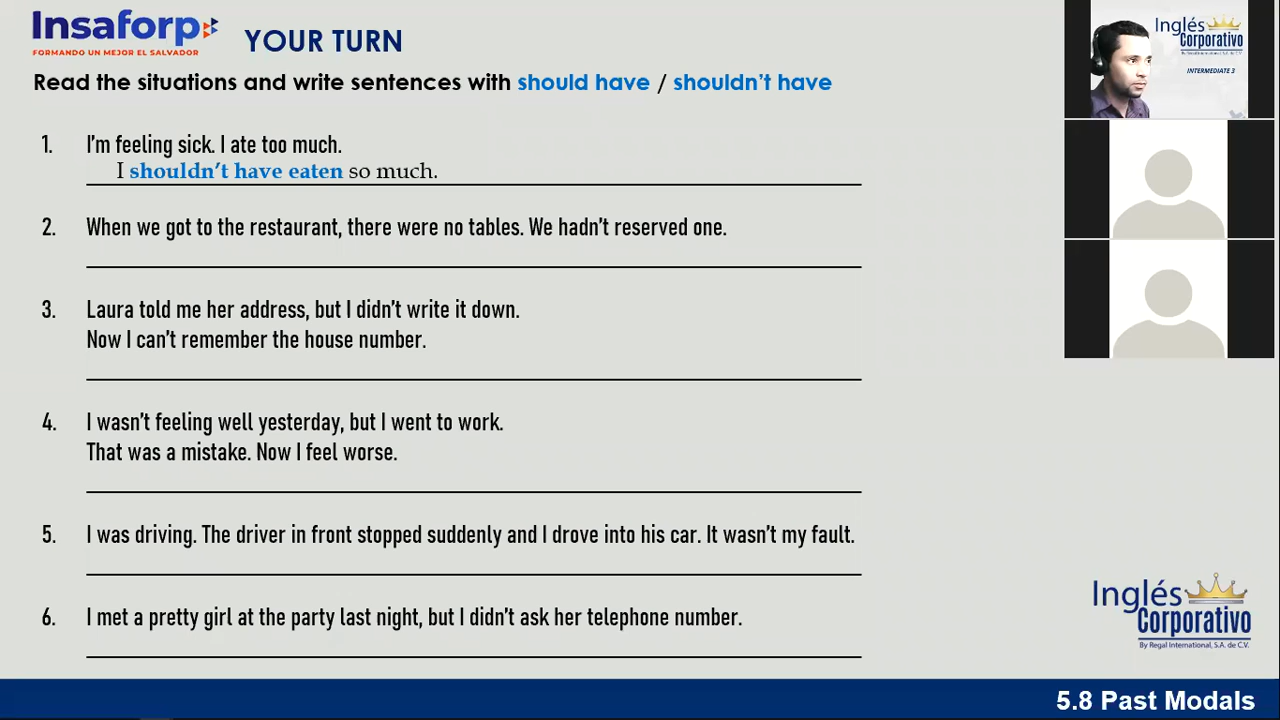 Insaforp
FORMANDO UN MEJOR EL SALVADOR
YOUR TURN
Read the situations and write sentences with should have / shouldn't have
1. I'm feeling sick. I ate too much.
I shouldn't have eaten so much.
2. When we got to the restaurant, there were no tables. We hadn't reserved one.
3. Laura told me her address, but I didn't write it down.
Now I can't remember the house number.
4. I wasn't feeling well yesterday, but I went to work.
That was a mistake. Now I feel worse.
5. I was driving. The driver in front stopped suddenly and I drove into his car. It wasn't my fault.
6. I met a pretty girl at the party last night, but I didn't ask her telephone number.
Inglés
Corporativo
By Regal International, S.A. de C.V.
INTERMEDIATE 3
Inglés
Corporativo
By Regal International, S.A. de C.V.
5.8 Past Modals